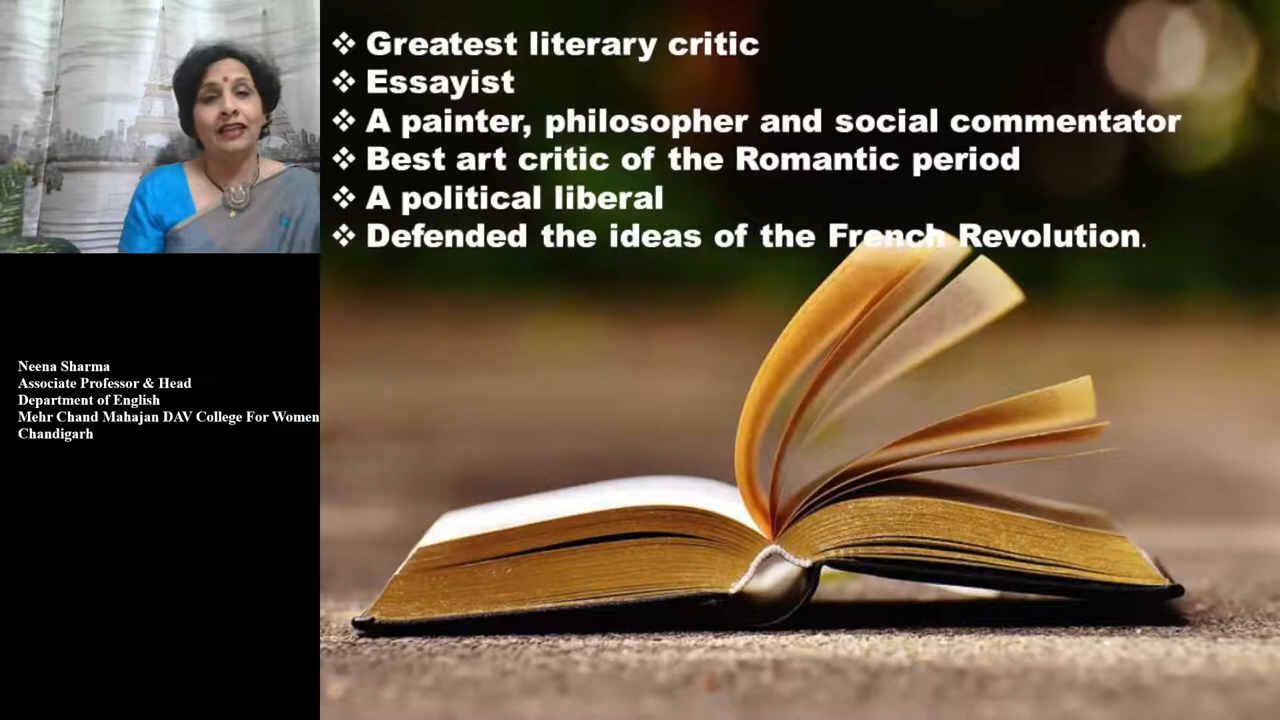 ❖ Greatest literary critic
❖ Essayist
❖ A painter, philosopher and social commentator
❖ Best art critic of the Romantic period
❖ A political liberal
❖ Defended the ideas of the French Revolution.
Neena Sharma
Associate Professor & Head
Department of English
Mehr Chand Mahajan DAV College For Women
Chandigarh